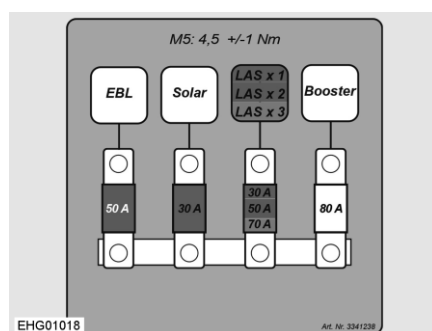 M5: 4,5 +/-1 Nm
EBL
Solar
LAS x 1
LAS x 2
LAS x 3
Booster
50 A
30 A
30 A
50 A
70 A
80 A
EHG01018
Art. Nr. 3341238